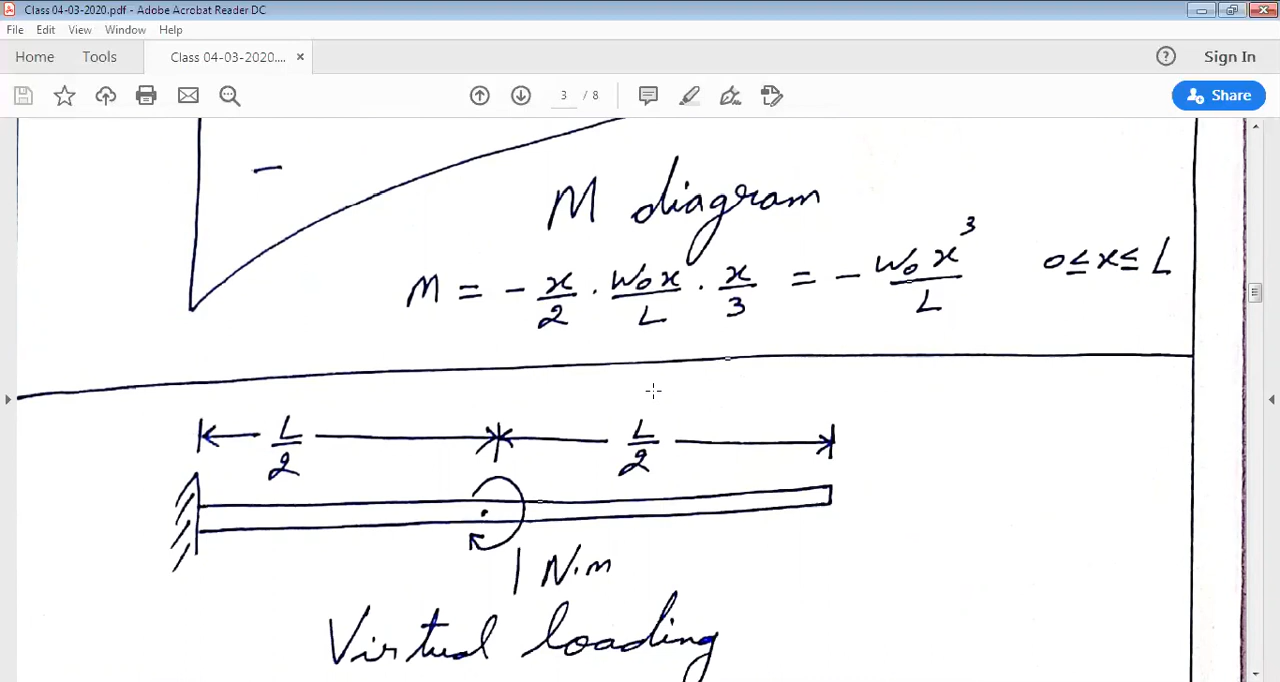 Class 04-03-2020.pdf - Adobe Acrobat Reader DC
File Edit View Window Help
Home Tools Class 04-03-2020.... × ? Sign In
3 / 8 Share
−
M diagram
M = − x/2 · w₀x/L · x/3 = − w₀x³/L 0≤x≤L
L/2 L/2
1 N.m
Virtual loading